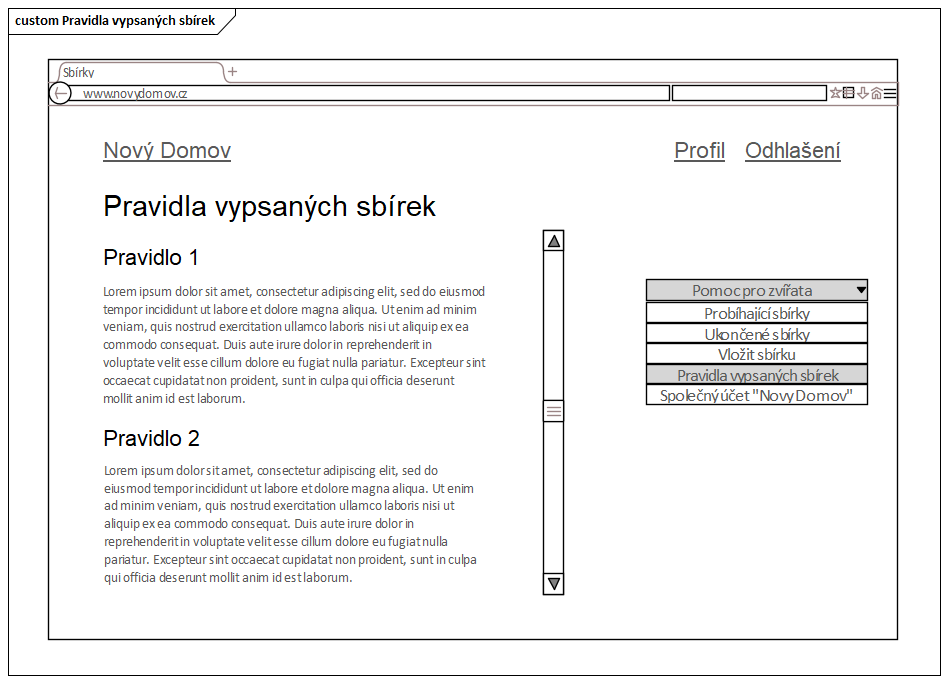 custom Pravidla vypsaných sbírek
Sbírky
www.novydomov.cz
Nový Domov
Profil
Odhlašení
Pravidla vypsaných sbírek
Pravidlo 1
Lorem ipsum dolor sit amet, consectetur adipiscing elit, sed do eiusmod
tempor incididunt ut labore et dolore magna aliqua. Ut enim ad minim
veniam, quis nostrud exercitation ullamco laboris nisi ut aliquip ex ea
commodo consequat. Duis aute irure dolor in reprehenderit in
voluptate velit esse cillum dolore eu fugiat nulla pariatur. Excepteur sint
occaecat cupidatat non proident, sunt in culpa qui officia deserunt
mollit anim id est laborum.
Pravidlo 2
Lorem ipsum dolor sit amet, consectetur adipiscing elit, sed do
eiusmod tempor incididunt ut labore et dolore magna aliqua. Ut enim
ad minim veniam, quis nostrud exercitation ullamco laboris nisi ut
aliquip ex ea commodo consequat. Duis aute irure dolor in
reprehenderit in voluptate velit esse cillum dolore eu fugiat nulla
pariatur. Excepteur sint occaecat cupidatat non proident, sunt in culpa
qui officia deserunt mollit anim id est laborum.
Pomoc pro zvířata
Probíhající sbírky
Ukončené sbírky
Vložit sbírku
Pravidla vypsaných sbírek
Společný účet "Novy Domov"